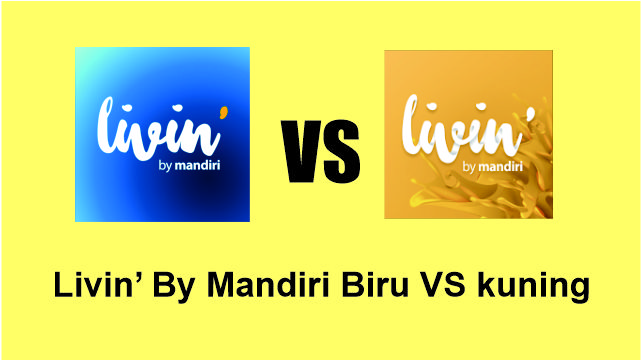 livin'
by mandiri
VS
livin'
by mandiri
Livin’ By Mandiri Biru VS kuning